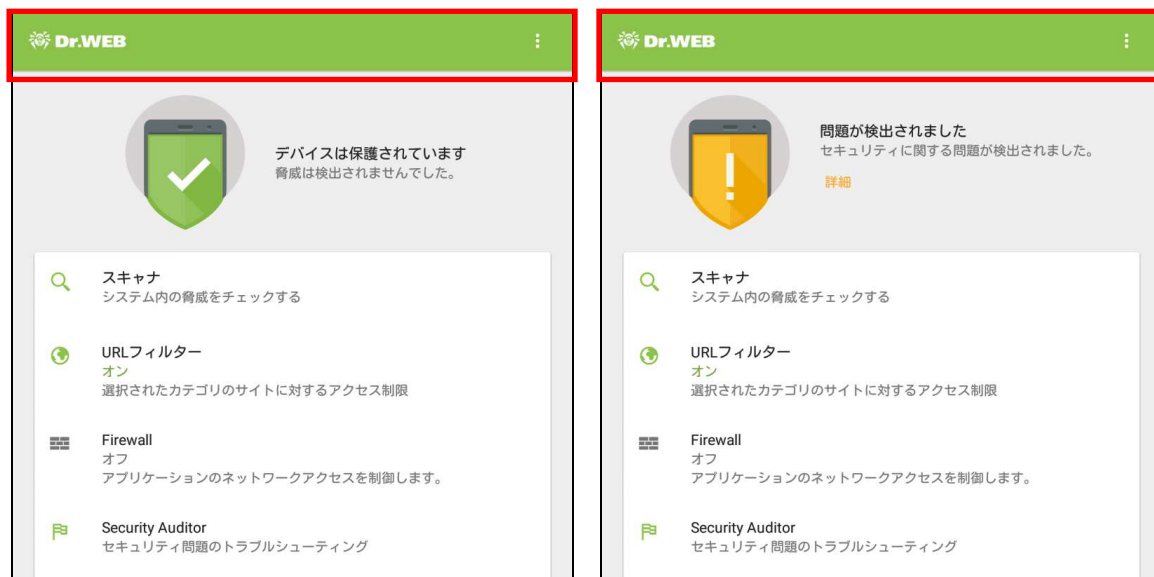 Dr.WEB
デバイスは保護されています
脅威は検出されませんでした。
スキャナ
システム内の脅威をチェックする
URLフィルター
オン
選択されたカテゴリのサイトに対するアクセス制限
Firewall
オフ
アプリケーションのネットワークアクセスを制御します。
Security Auditor
セキュリティ問題のトラブルシューティング
Dr.WEB
問題が検出されました
セキュリティに関する問題が検出されました。
詳細
スキャナ
システム内の脅威をチェックする
URLフィルター
オン
選択されたカテゴリのサイトに対するアクセス制限
Firewall
オフ
アプリケーションのネットワークアクセスを制御します。
Security Auditor
セキュリティ問題のトラブルシューティング